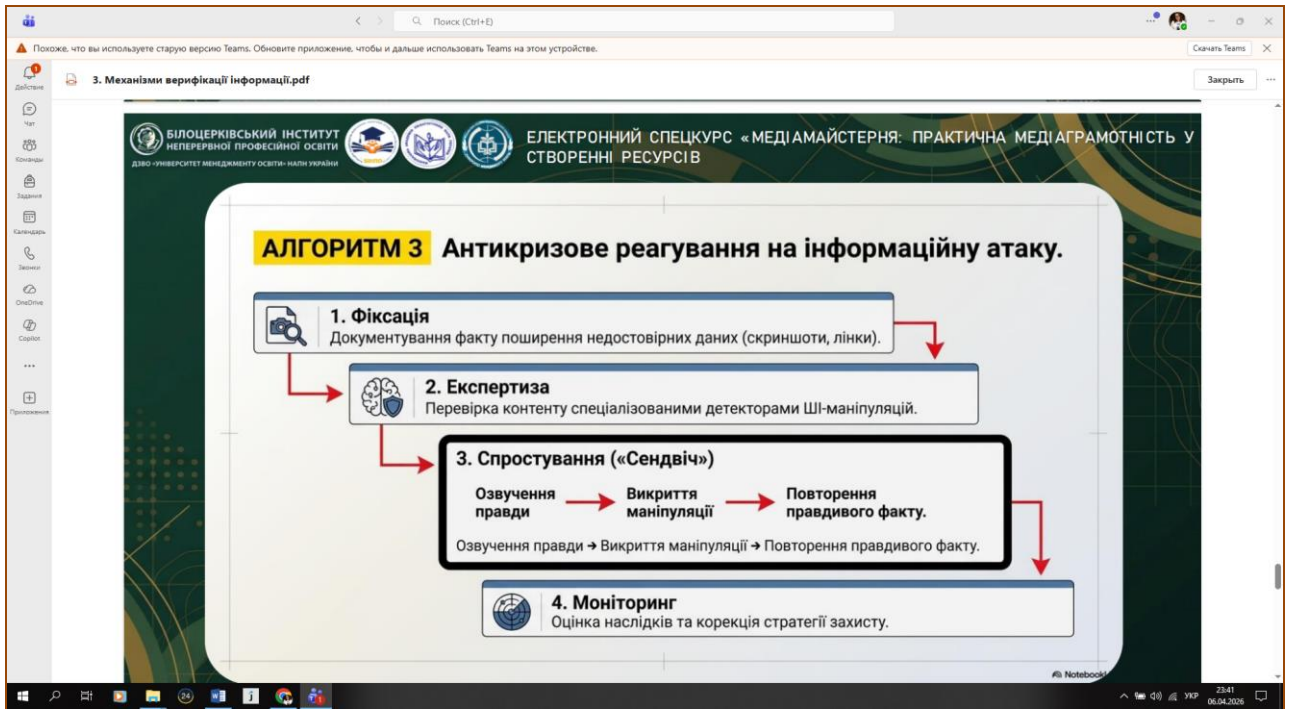 Поиск (Ctrl+E)
Похоже, что вы используете старую версию Teams. Обновите приложение, чтобы и дальше использовать Teams на этом устройстве.
Скачать Teams
Действие
3. Механізми верифікації інформації.pdf
Закрыть
Чат
Команды
Задания
Календарь
Звонки
OneDrive
Copilot
Приложения
БІЛОЦЕРКІВСЬКИЙ ІНСТИТУТ
НЕПЕРЕРВНОЇ ПРОФЕСІЙНОЇ ОСВІТИ
ДЗВО «УНІВЕРСИТЕТ МЕНЕДЖМЕНТУ ОСВІТИ» НАПН УКРАЇНИ
ЕЛЕКТРОННИЙ СПЕЦКУРС «МЕДІАМАЙСТЕРНЯ: ПРАКТИЧНА МЕДІАГРАМОТНІСТЬ У
СТВОРЕННІ РЕСУРСІВ
АЛГОРИТМ 3 Антикризове реагування на інформаційну атаку.
1. Фіксація
Документування факту поширення недостовірних даних (скриншоти, лінки).
2. Експертиза
Перевірка контенту спеціалізованими детекторами ШІ-маніпуляцій.
3. Спростування («Сендвіч»)
Озвучення правди → Викриття маніпуляції → Повторення правдивого факту.
Озвучення правди → Викриття маніпуляції → Повторення правдивого факту.
4. Моніторинг
Оцінка наслідків та корекція стратегії захисту.
24
УКР
23:41
06.04.2026